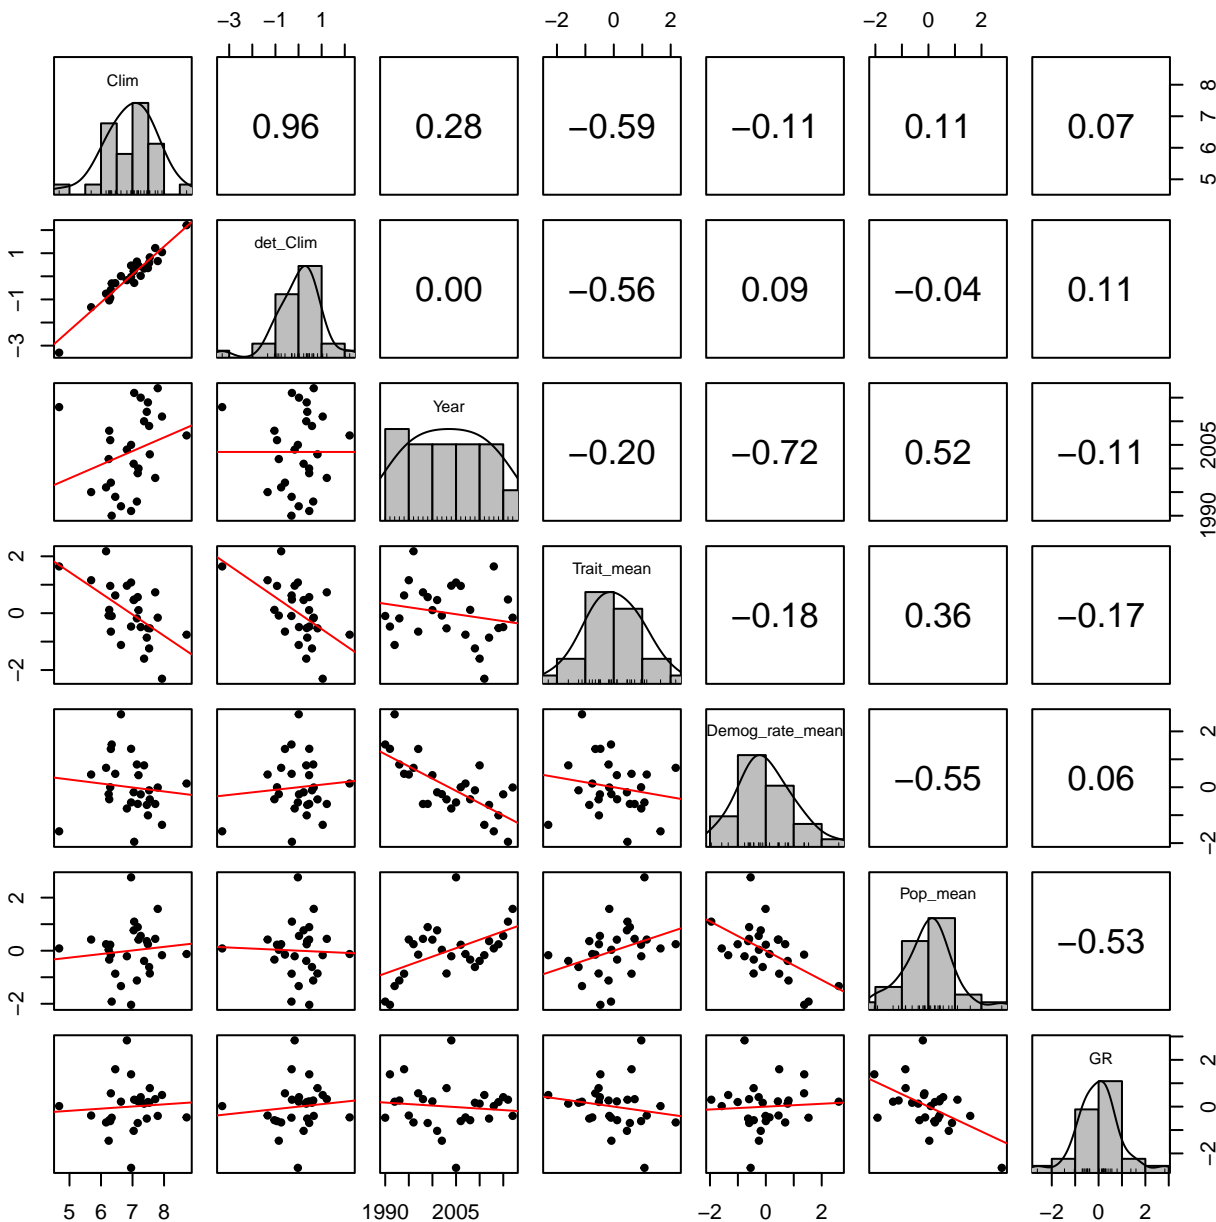 −3 −1 1 −2 0 2 −2 0 2
Clim 0.96 0.28 −0.59 −0.11 0.11 0.07 5 6 7 8
−3 −1 1 det_Clim 0.00 −0.56 0.09 −0.04 0.11
Year −0.20 −0.72 0.52 −0.11 1990 2005
−2 0 2 Trait_mean −0.18 0.36 −0.17
Demog_rate_mean −0.55 0.06 −2 0 2
−2 0 2 Pop_mean −0.53
GR −2 0 2
5 6 7 8 1990 2005 −2 0 2 −2 0 2